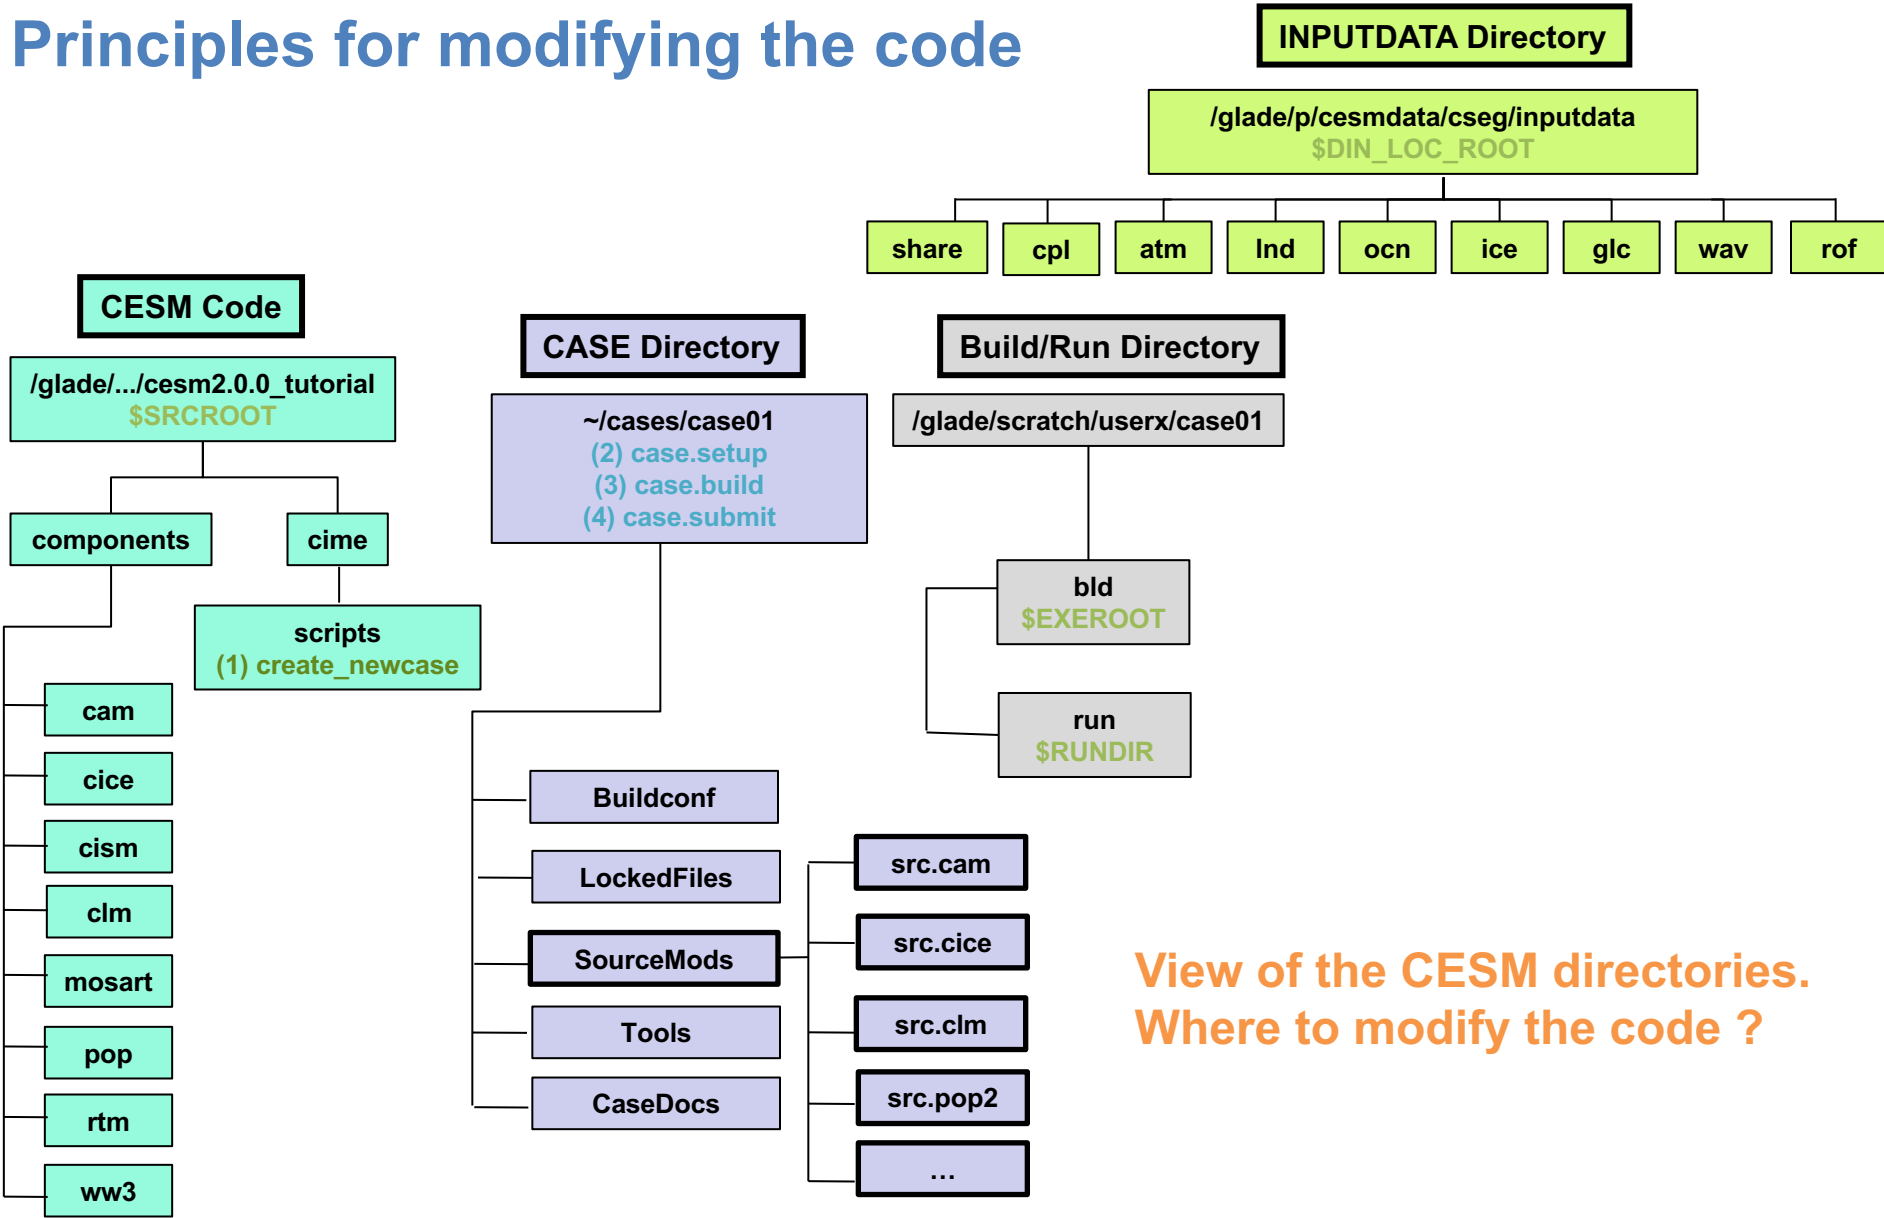 Principles for modifying the code
INPUTDATA Directory
/glade/p/cesmdata/cseg/inputdata
$DIN_LOC_ROOT
share
cpl
atm
lnd
ocn
ice
glc
wav
rof
CESM Code
/glade/.../cesm2.0.0_tutorial
$SRCROOT
components
cime
scripts
(1) create_newcase
cam
cice
cism
clm
mosart
pop
rtm
ww3
CASE Directory
~/cases/case01
(2) case.setup
(3) case.build
(4) case.submit
Buildconf
LockedFiles
SourceMods
Tools
CaseDocs
src.cam
src.cice
src.clm
src.pop2
…
Build/Run Directory
/glade/scratch/userx/case01
bld
$EXEROOT
run
$RUNDIR
View of the CESM directories.
Where to modify the code ?